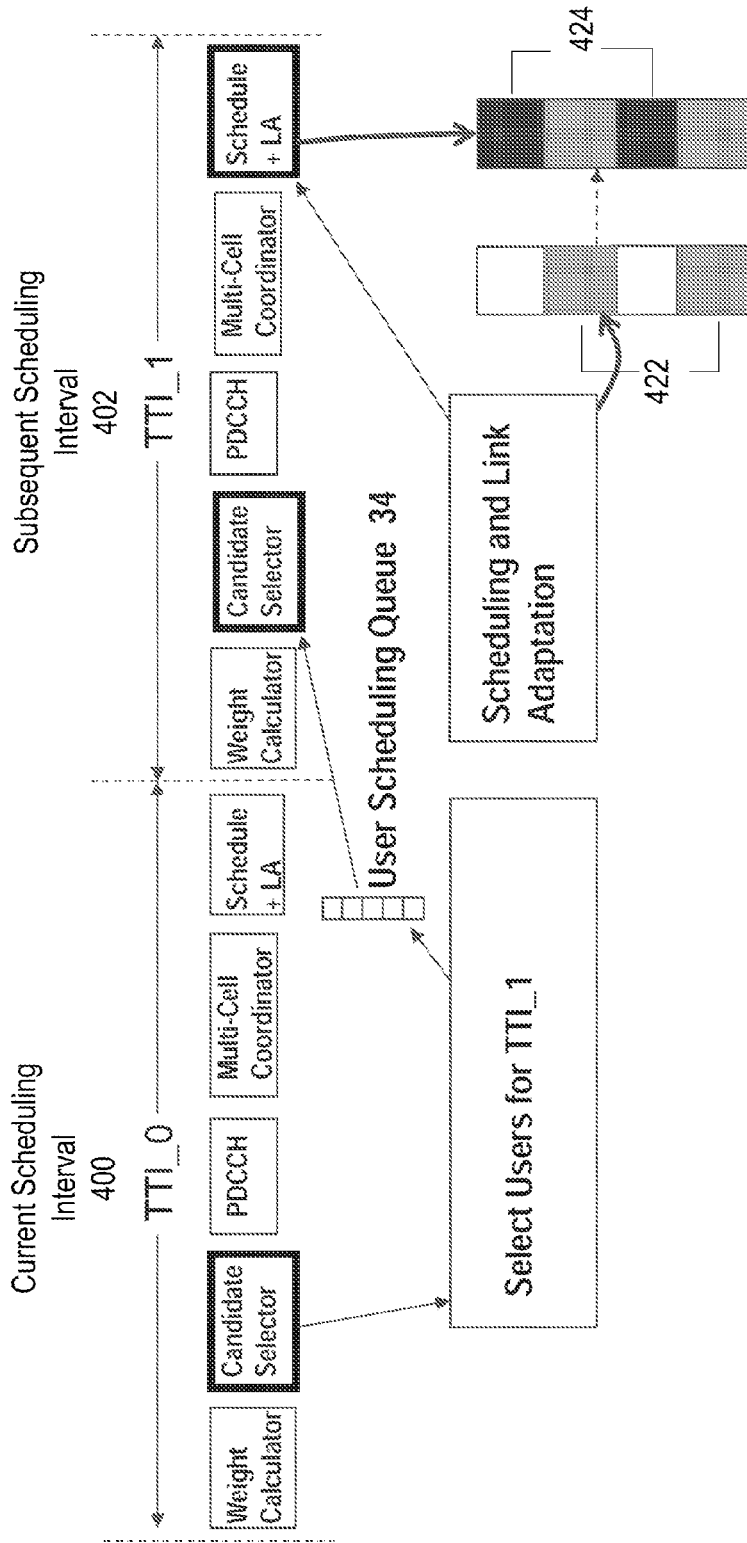 Current Scheduling
Interval
400
TTI_0
Subsequent Scheduling
Interval
402
TTI_1
Weight
Calculator
Candidate
Selector
PDCCH
Multi-Cell
Coordinator
Schedule
+ LA
Weight
Calculator
Candidate
Selector
PDCCH
Multi-Cell
Coordinator
Schedule
+ LA
User Scheduling Queue 34
Select Users for TTI_1
Scheduling and Link
Adaptation
422
424